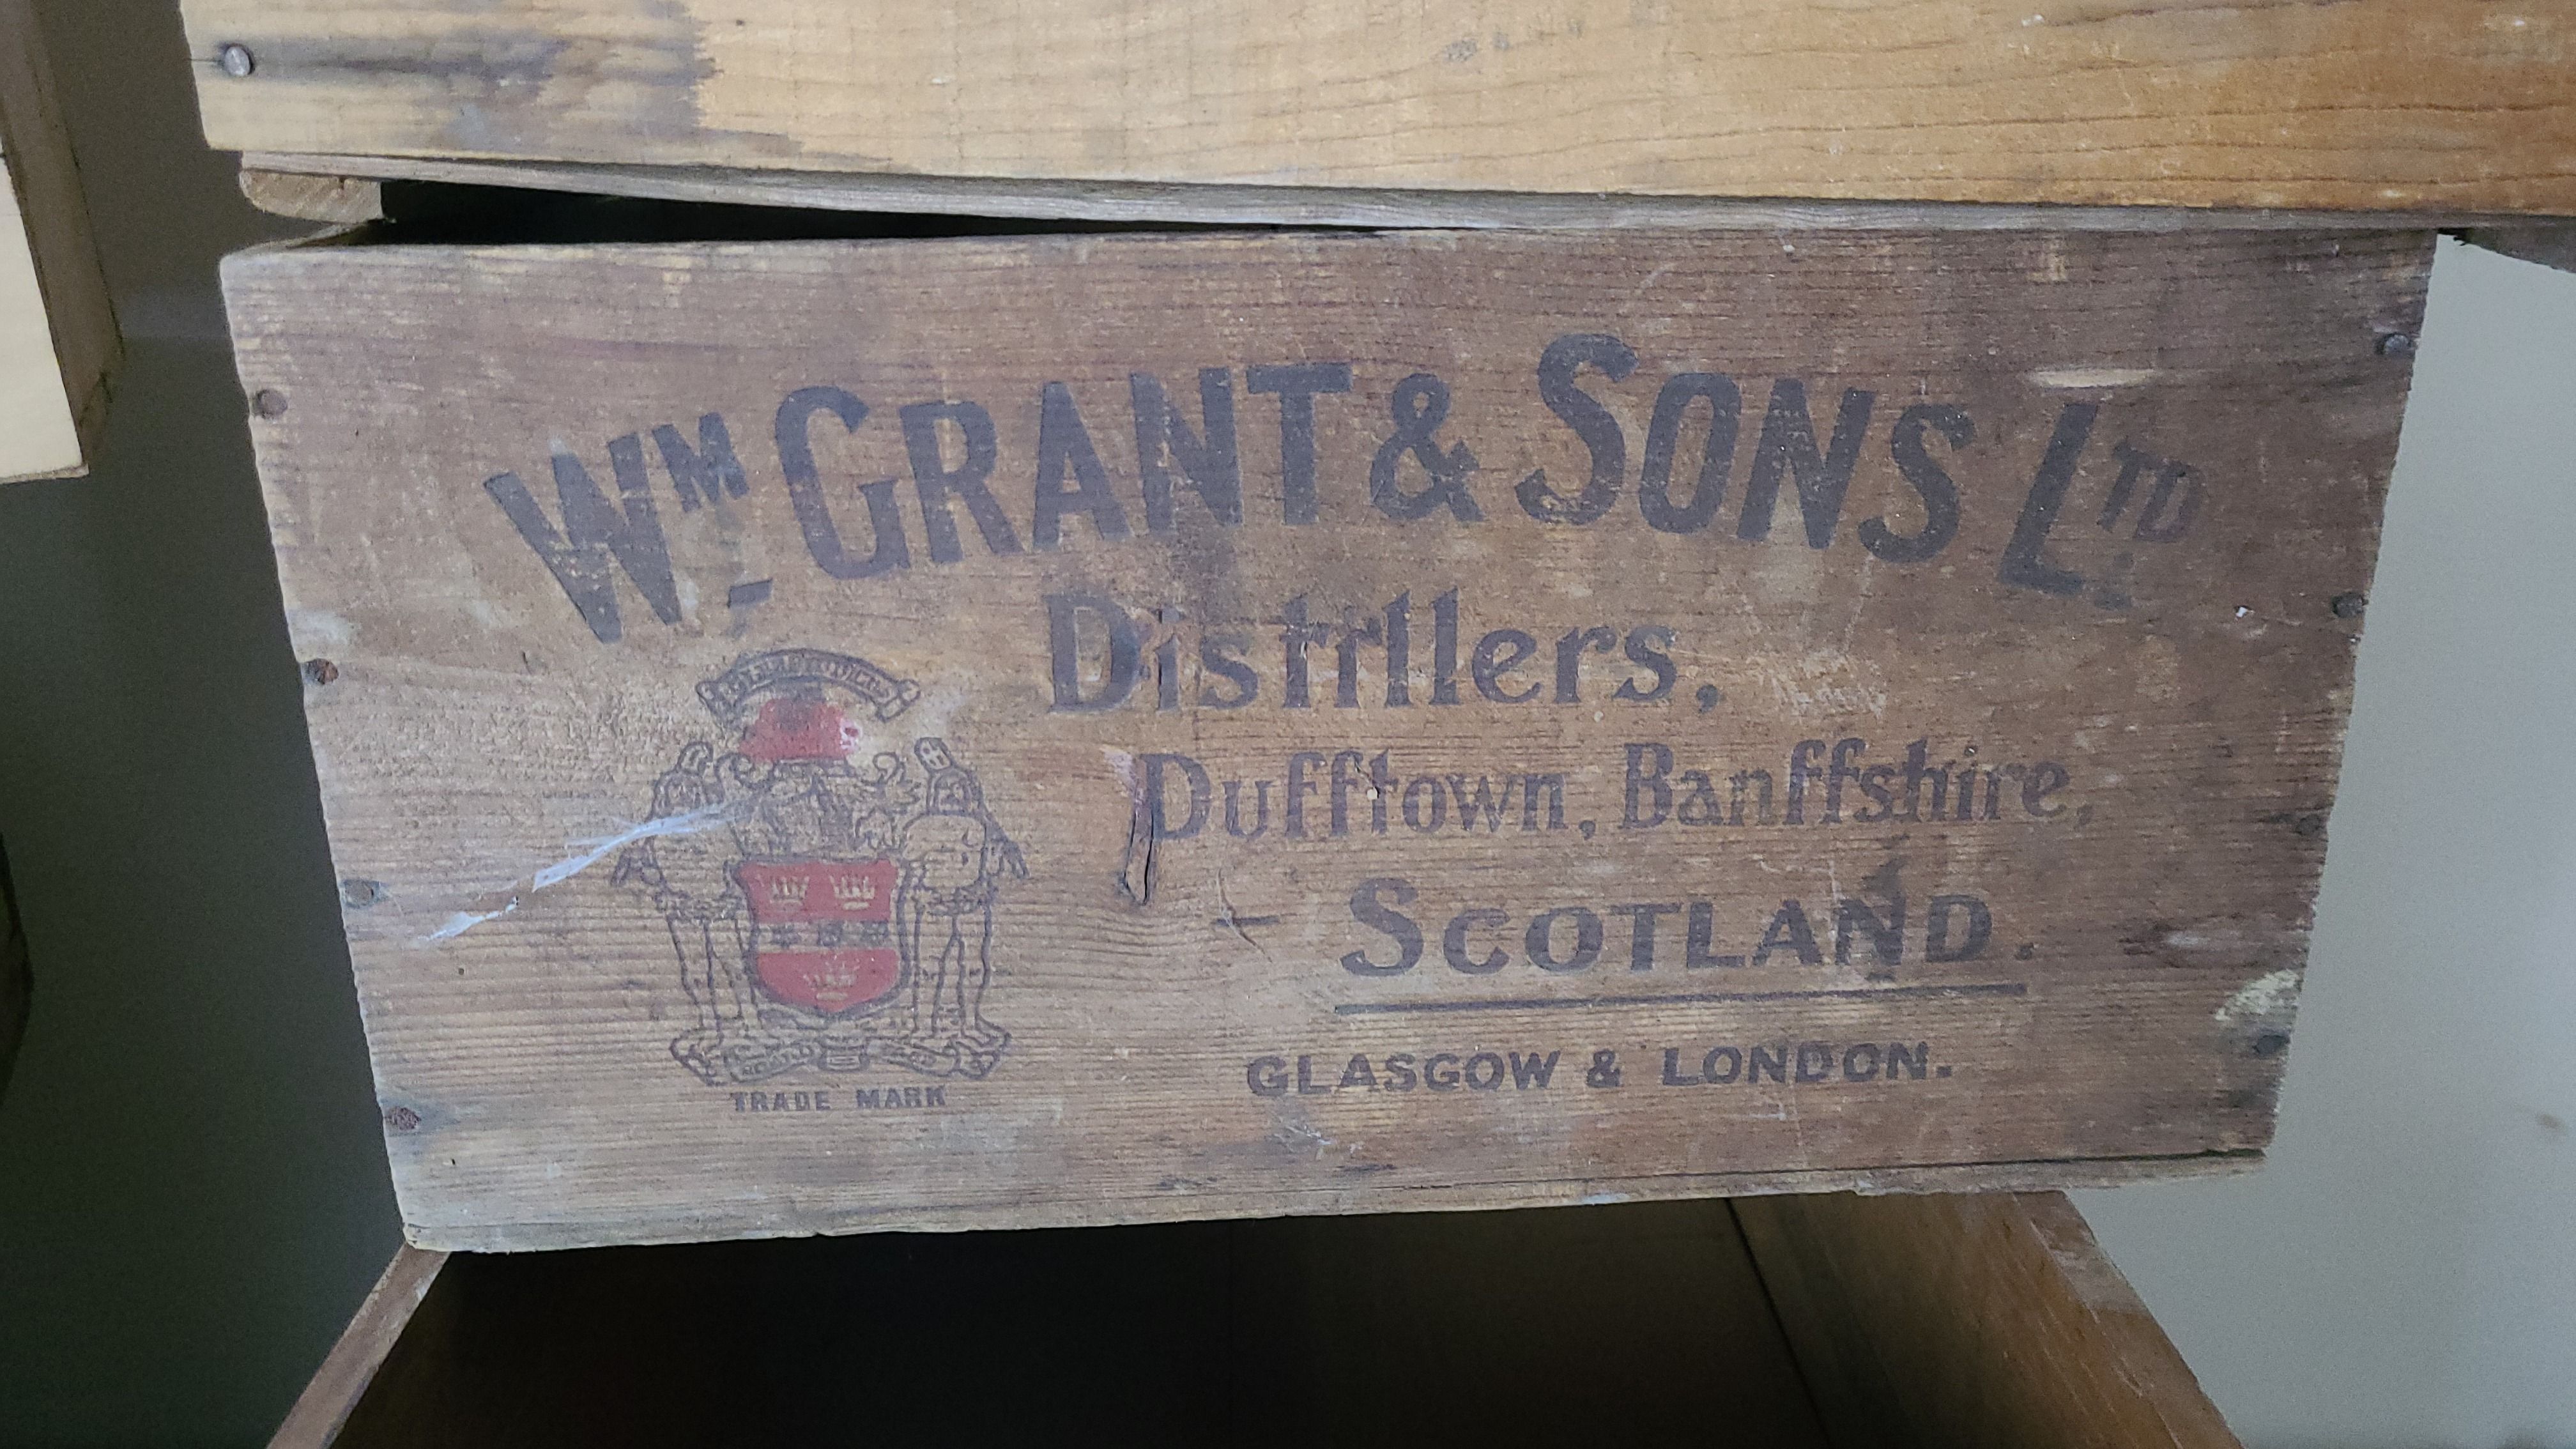 WM GRANT & SONS LTD
Distillers,
Dufftown, Banffshire,
- SCOTLAND.
GLASGOW & LONDON.
TRADE MARK